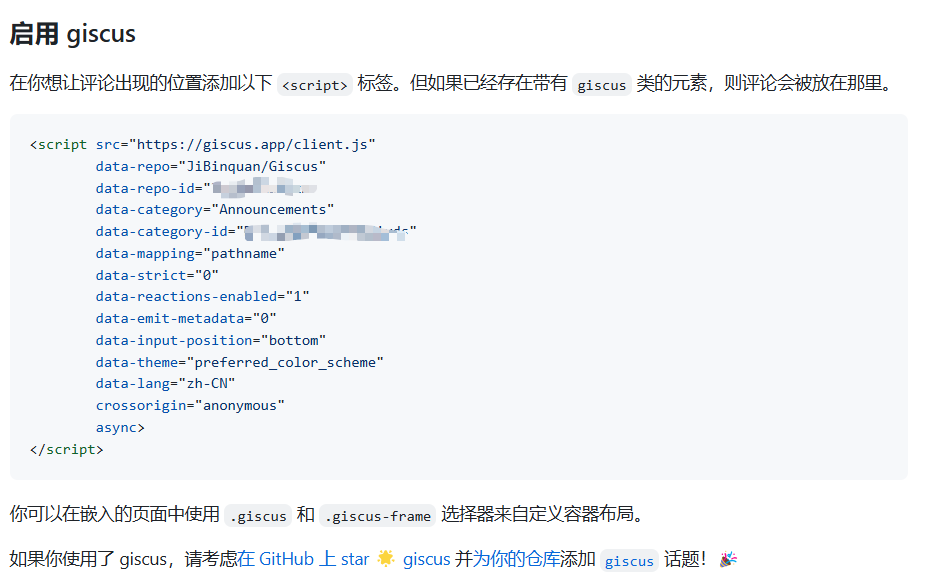 启用 giscus
在你想让评论出现的位置添加以下 <script> 标签。但如果已经存在带有 giscus 类的元素，则评论会被放在那里。
<script src="https://giscus.app/client.js"
data-repo="JiBinquan/Giscus"
data-repo-id="
data-category="Announcements"
data-category-id="
data-mapping="pathname"
data-strict="0"
data-reactions-enabled="1"
data-emit-metadata="0"
data-input-position="bottom"
data-theme="preferred_color_scheme"
data-lang="zh-CN"
crossorigin="anonymous"
async>
</script>
你可以在嵌入的页面中使用 .giscus 和 .giscus-frame 选择器来自定义容器布局。
如果你使用了 giscus，请考虑在 GitHub 上 star 🌟 giscus 并为你的仓库添加 giscus 话题！🎉